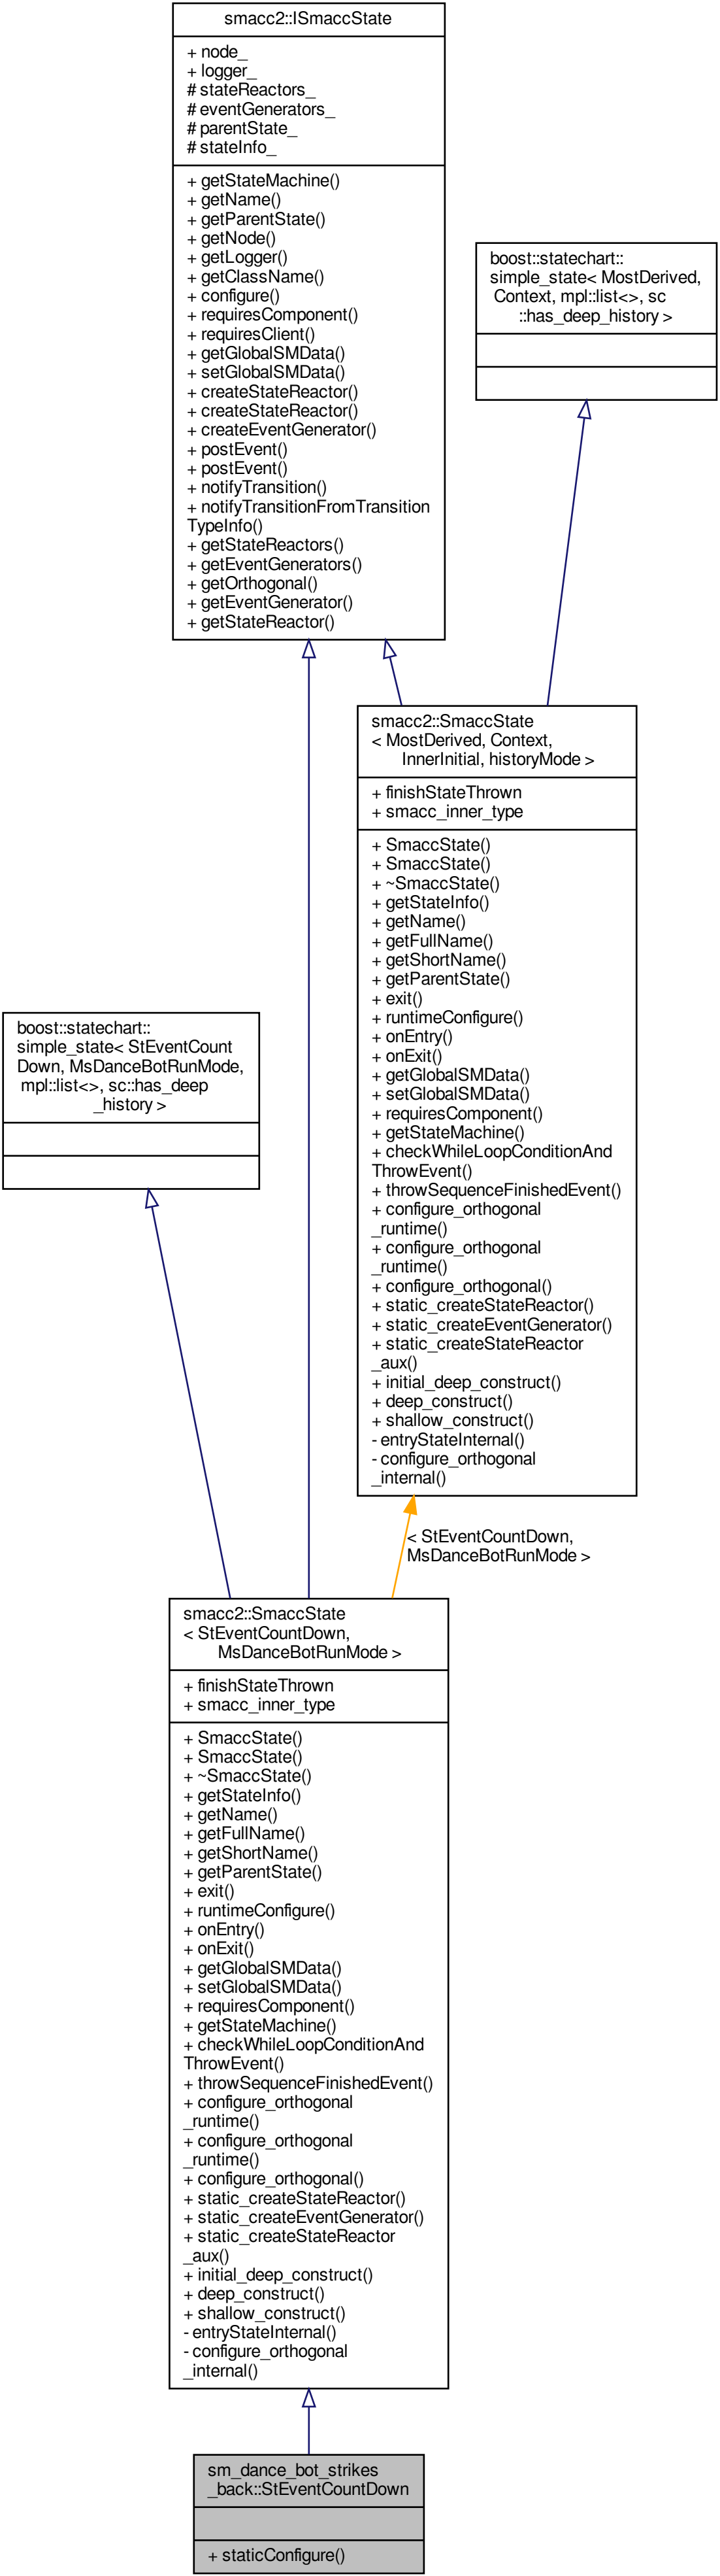 smacc2::ISmaccState
+ node_
+ logger_
# stateReactors_
# eventGenerators_
# parentState_
# stateInfo_
+ getStateMachine()
+ getName()
+ getParentState()
+ getNode()
+ getLogger()
+ getClassName()
+ configure()
+ requiresComponent()
+ requiresClient()
+ getGlobalSMData()
+ setGlobalSMData()
+ createStateReactor()
+ createStateReactor()
+ createEventGenerator()
+ postEvent()
+ postEvent()
+ notifyTransition()
+ notifyTransitionFromTransition
TypeInfo()
+ getStateReactors()
+ getEventGenerators()
+ getOrthogonal()
+ getEventGenerator()
+ getStateReactor()
boost::statechart::
simple_state< MostDerived,
Context, mpl::list<>, sc
::has_deep_history >
smacc2::SmaccState
< MostDerived, Context,
InnerInitial, historyMode >
+ finishStateThrown
+ smacc_inner_type
+ SmaccState()
+ SmaccState()
+ ~SmaccState()
+ getStateInfo()
+ getName()
+ getFullName()
+ getShortName()
+ getParentState()
+ exit()
+ runtimeConfigure()
+ onEntry()
+ onExit()
+ getGlobalSMData()
+ setGlobalSMData()
+ requiresComponent()
+ getStateMachine()
+ checkWhileLoopConditionAnd
ThrowEvent()
+ throwSequenceFinishedEvent()
+ configure_orthogonal
_runtime()
+ configure_orthogonal
_runtime()
+ configure_orthogonal()
+ static_createStateReactor()
+ static_createEventGenerator()
+ static_createStateReactor
_aux()
+ initial_deep_construct()
+ deep_construct()
+ shallow_construct()
- entryStateInternal()
- configure_orthogonal
_internal()
boost::statechart::
simple_state< StEventCount
Down, MsDanceBotRunMode,
mpl::list<>, sc::has_deep
_history >
< StEventCountDown,
MsDanceBotRunMode >
smacc2::SmaccState
< StEventCountDown,
MsDanceBotRunMode >
+ finishStateThrown
+ smacc_inner_type
+ SmaccState()
+ SmaccState()
+ ~SmaccState()
+ getStateInfo()
+ getName()
+ getFullName()
+ getShortName()
+ getParentState()
+ exit()
+ runtimeConfigure()
+ onEntry()
+ onExit()
+ getGlobalSMData()
+ setGlobalSMData()
+ requiresComponent()
+ getStateMachine()
+ checkWhileLoopConditionAnd
ThrowEvent()
+ throwSequenceFinishedEvent()
+ configure_orthogonal
_runtime()
+ configure_orthogonal
_runtime()
+ configure_orthogonal()
+ static_createStateReactor()
+ static_createEventGenerator()
+ static_createStateReactor
_aux()
+ initial_deep_construct()
+ deep_construct()
+ shallow_construct()
- entryStateInternal()
- configure_orthogonal
_internal()
sm_dance_bot_strikes
_back::StEventCountDown
+ staticConfigure()